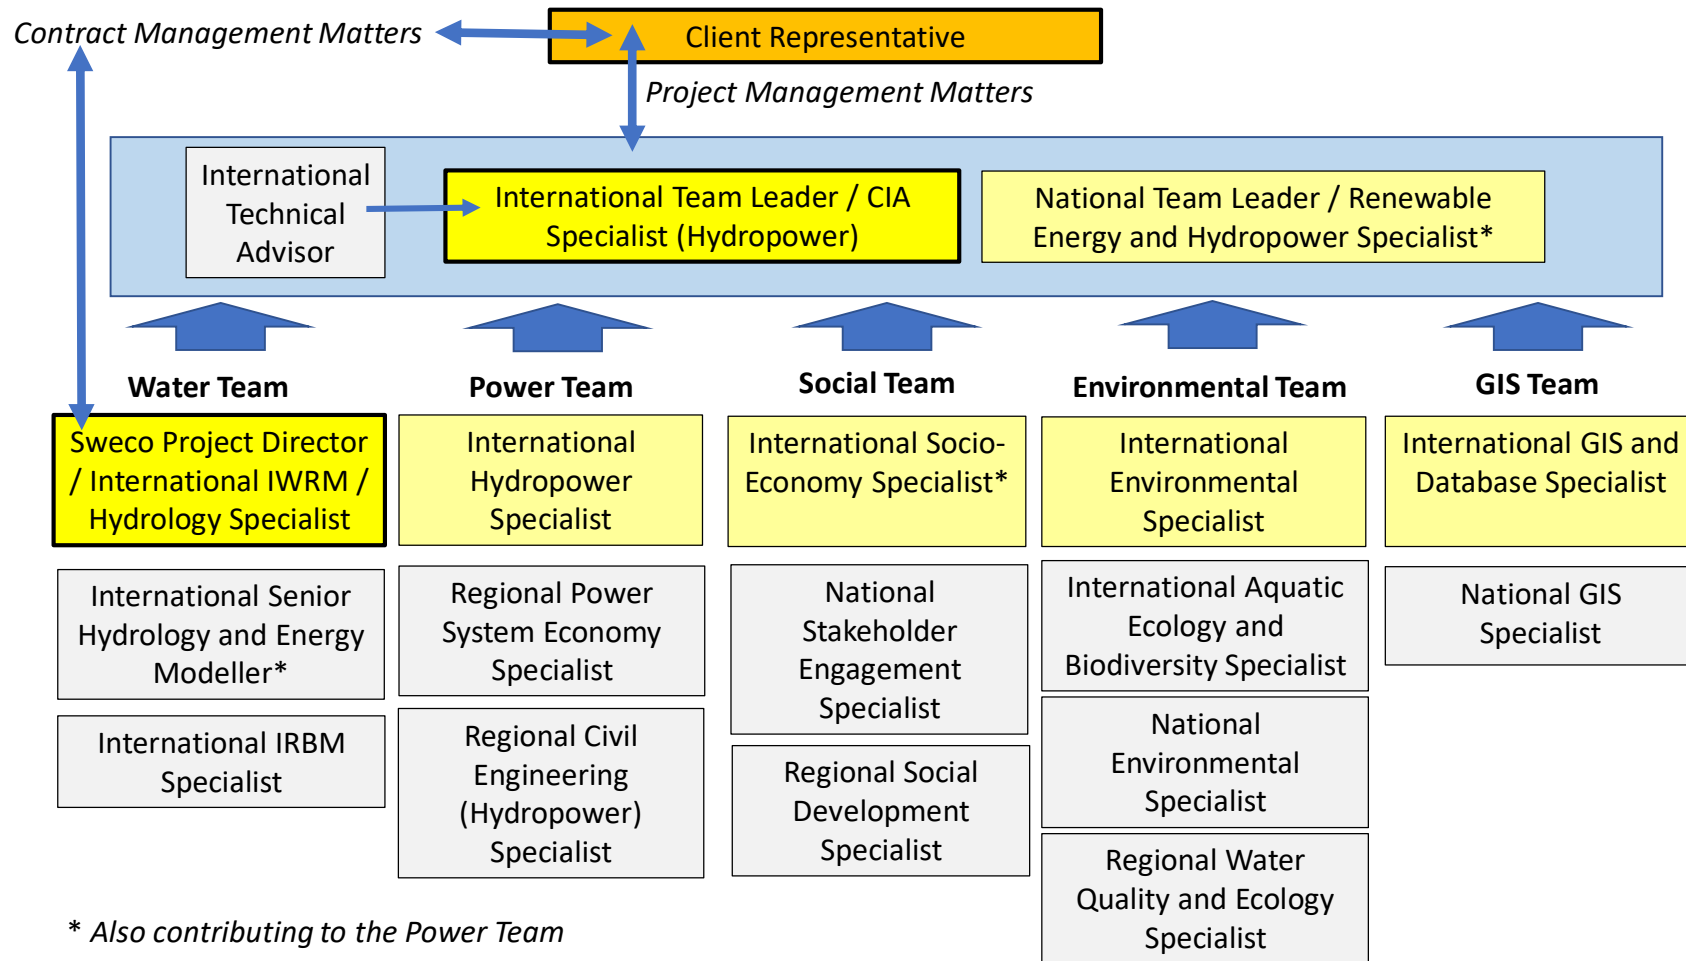 Contract Management Matters
Client Representative
Project Management Matters
International
Technical
Advisor
International Team Leader / CIA
Specialist (Hydropower)
National Team Leader / Renewable
Energy and Hydropower Specialist*
Water Team
Power Team
Social Team
Environmental Team
GIS Team
Sweco Project Director
/ International IWRM /
Hydrology Specialist
International Senior
Hydrology and Energy
Modeller*
International IRBM
Specialist
International
Hydropower
Specialist
Regional Power
System Economy
Specialist
Regional Civil
Engineering
(Hydropower)
Specialist
International Socio-
Economy Specialist*
National
Stakeholder
Engagement
Specialist
Regional Social
Development
Specialist
International
Environmental
Specialist
International Aquatic
Ecology and
Biodiversity Specialist
National
Environmental
Specialist
Regional Water
Quality and Ecology
Specialist
International GIS and
Database Specialist
National GIS
Specialist
* Also contributing to the Power Team